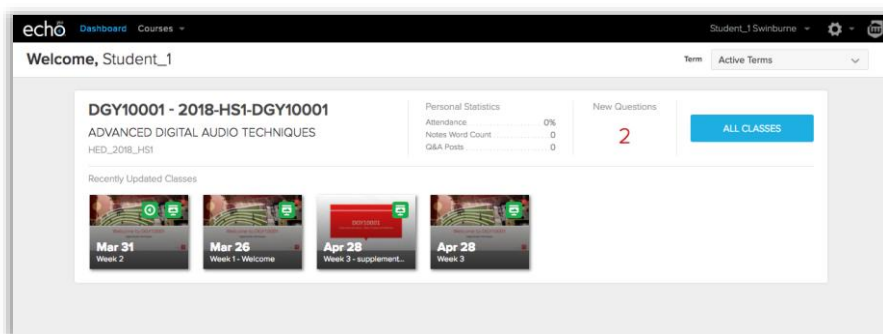 echo Dashboard Courses Student_1 Swinburne
Welcome, Student_1 Term Active Terms
DGY10001 - 2018-HS1-DGY10001
ADVANCED DIGITAL AUDIO TECHNIQUES
HED_2018_HS1
Personal Statistics
Attendance 0%
Notes Word Count 0
Q&A Posts 0
New Questions
2
ALL CLASSES
Recently Updated Classes
Mar 31
Week 2
Mar 26
Week 1 - Welcome
DGY10001
Apr 28
Week 3 - supplement...
Apr 28
Week 3